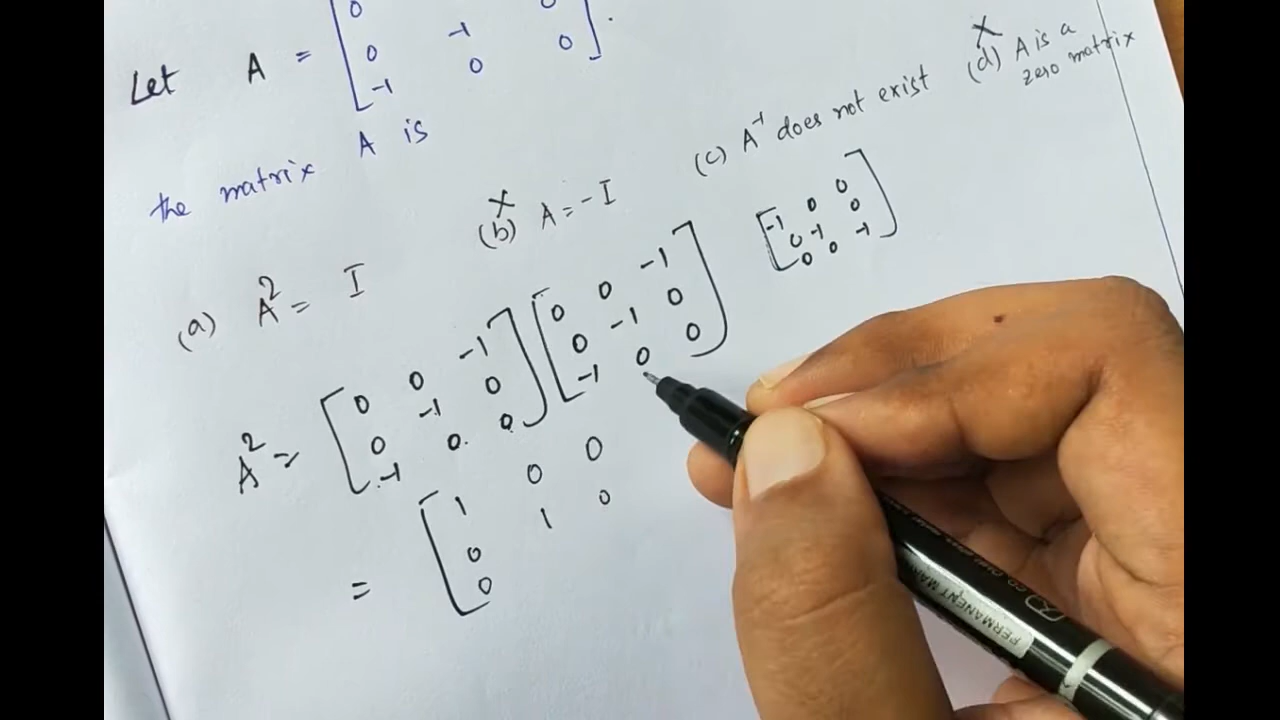 0 0
Let A = 0 -1 0 .
-1 0
the matrix A is
(a) A² = I
x
(b) A = -I
(c) A⁻¹ does not exist
x
(d) A is a
zero matrix
-1 0 0
0 -1 0
0 0 -1
A² = [0 0 -1] [0 0 -1]
0 -1 0 0 -1 0
-1 0 0 -1 0 0
= [1 0 0
0 1 0
0
PERMANENT MA